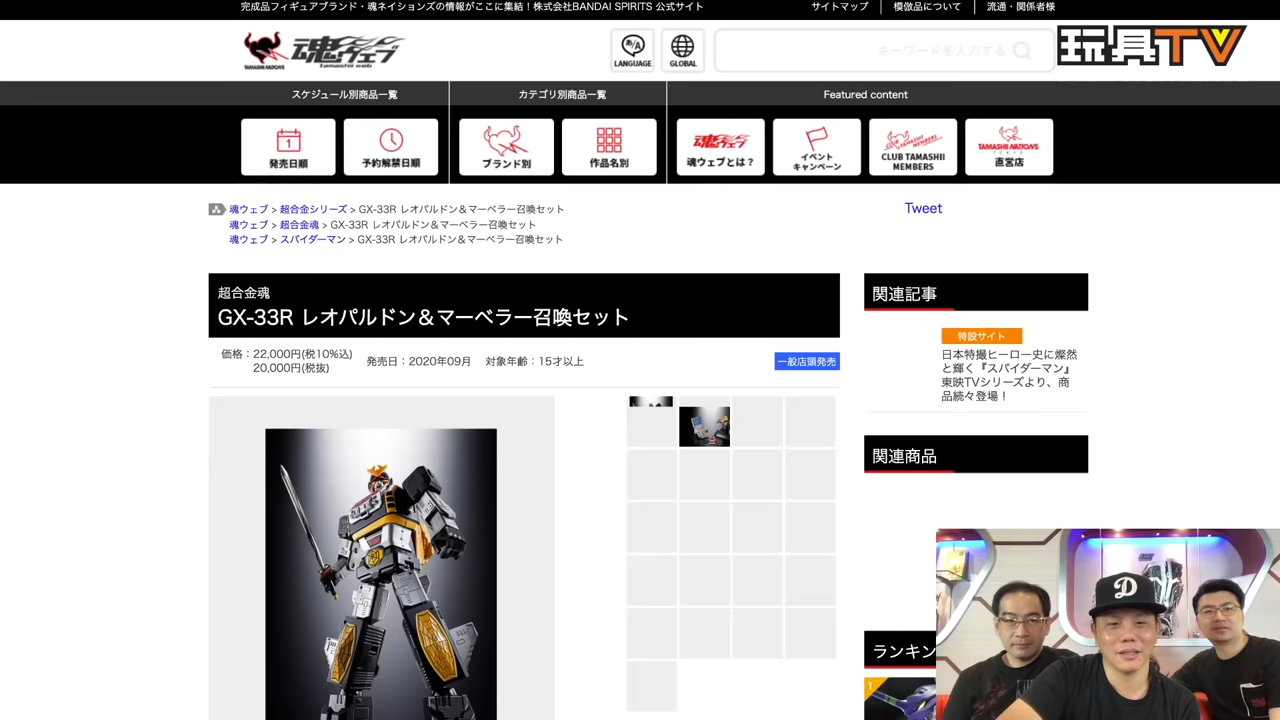 完成品フィギュアブランド・魂ネイションズの情報がここに集結！株式会社BANDAI SPIRITS 公式サイト
サイトマップ
模倣品について
流通・関係者様
TAMASHII NATIONS
魂ウェブ
tamashii web
LANGUAGE
GLOBAL
キーワードを入力する
玩具TV
スケジュール別商品一覧
カテゴリ別商品一覧
Featured content
1
発売日順
予約解禁日順
ブランド別
作品名別
魂ウェブ
魂ウェブとは？
イベント
キャンペーン
CLUB TAMASHII
MEMBERS
TAMASHII NATIONS
TOKYO
直営店
魂ウェブ > 超合金シリーズ > GX-33R レオパルドン＆マーベラー召喚セット
魂ウェブ > 超合金魂 > GX-33R レオパルドン＆マーベラー召喚セット
魂ウェブ > スパイダーマン > GX-33R レオパルドン＆マーベラー召喚セット
Tweet
超合金魂
GX-33R レオパルドン＆マーベラー召喚セット
価格：22,000円(税10%込)
20,000円(税抜)
発売日：2020年09月
対象年齢：15才以上
一般店頭発売
関連記事
特設サイト
日本特撮ヒーロー史に燦然
と輝く『スパイダーマン』
東映TVシリーズより、商
品続々登場！
関連商品
ランキン
1
D